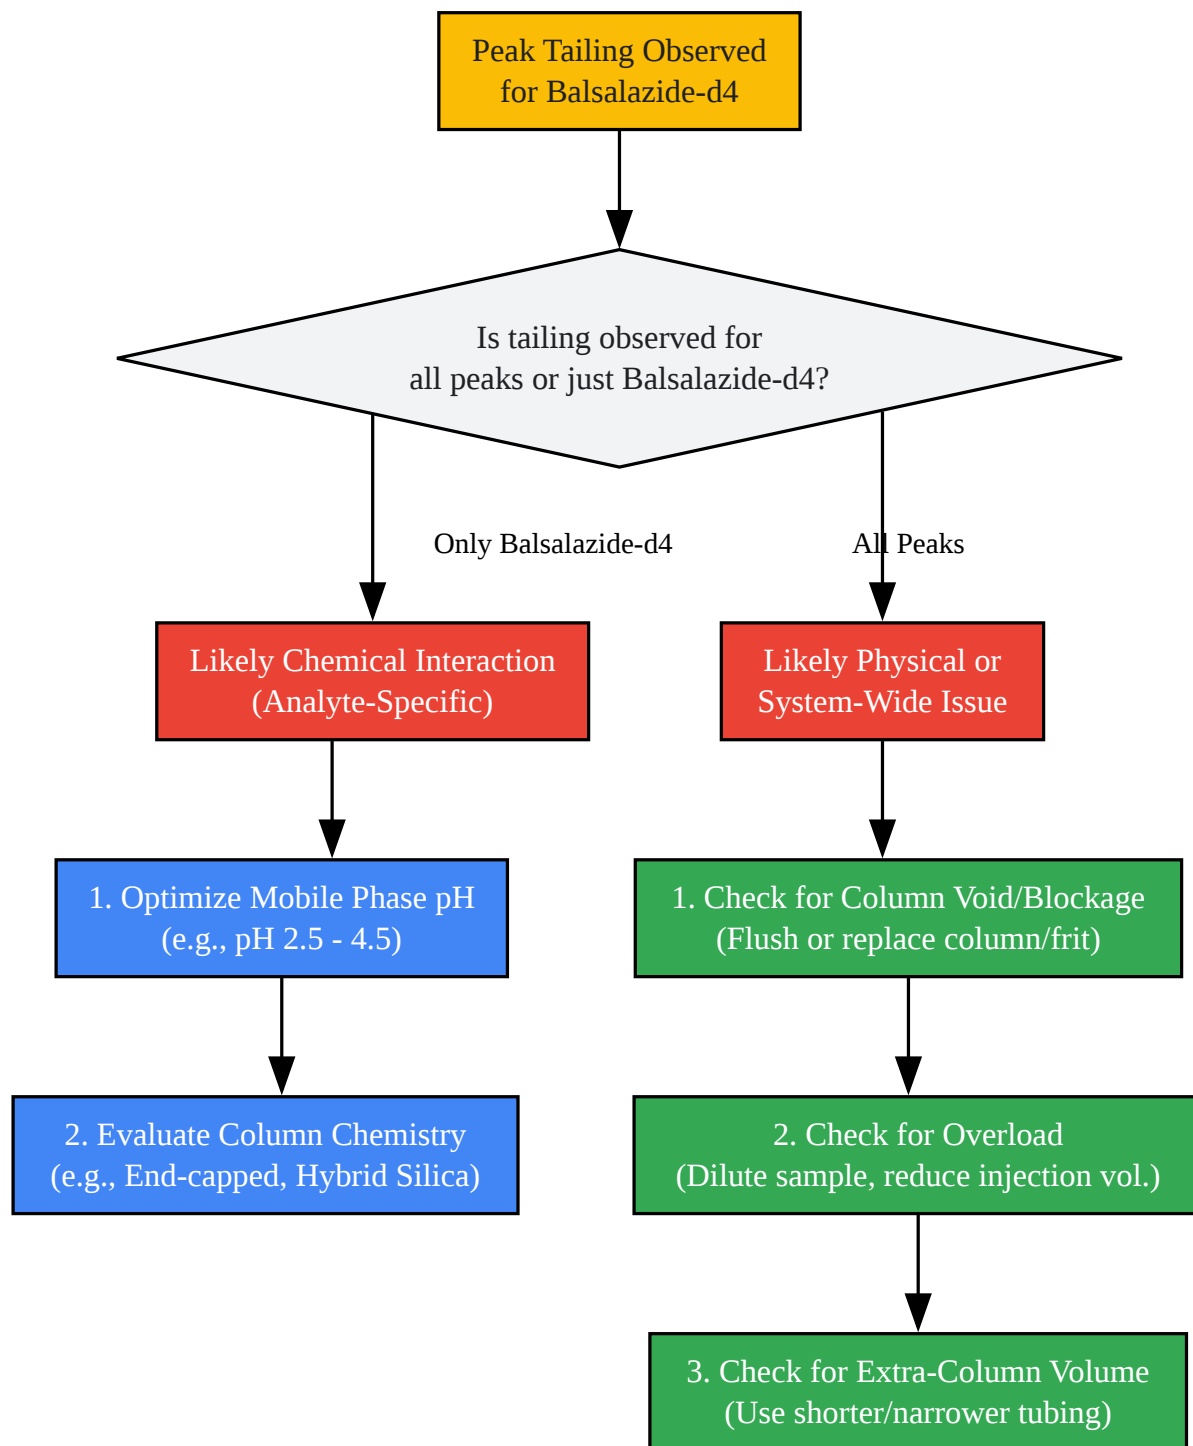 Peak Tailing Observed
for Balsalazide-d4
Is tailing observed for
all peaks or just Balsalazide-d4?
Only Balsalazide-d4
All Peaks
Likely Chemical Interaction
(Analyte-Specific)
Likely Physical or
System-Wide Issue
1. Optimize Mobile Phase pH
(e.g., pH 2.5 - 4.5)
1. Check for Column Void/Blockage
(Flush or replace column/frit)
2. Evaluate Column Chemistry
(e.g., End-capped, Hybrid Silica)
2. Check for Overload
(Dilute sample, reduce injection vol.)
3. Check for Extra-Column Volume
(Use shorter/narrower tubing)